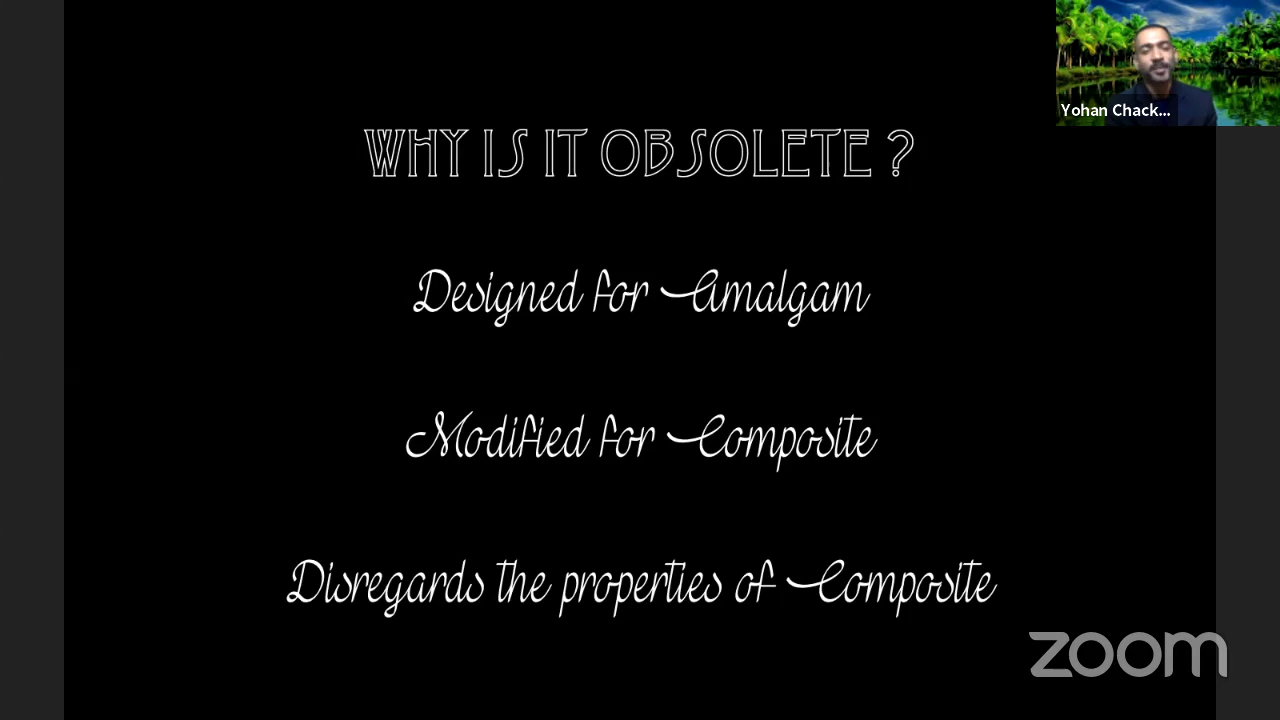 Yohan Chack...
WHY IS IT OBSOLETE ?
Designed for Amalgam
Modified for Composite
Disregards the properties of Composite
zoom